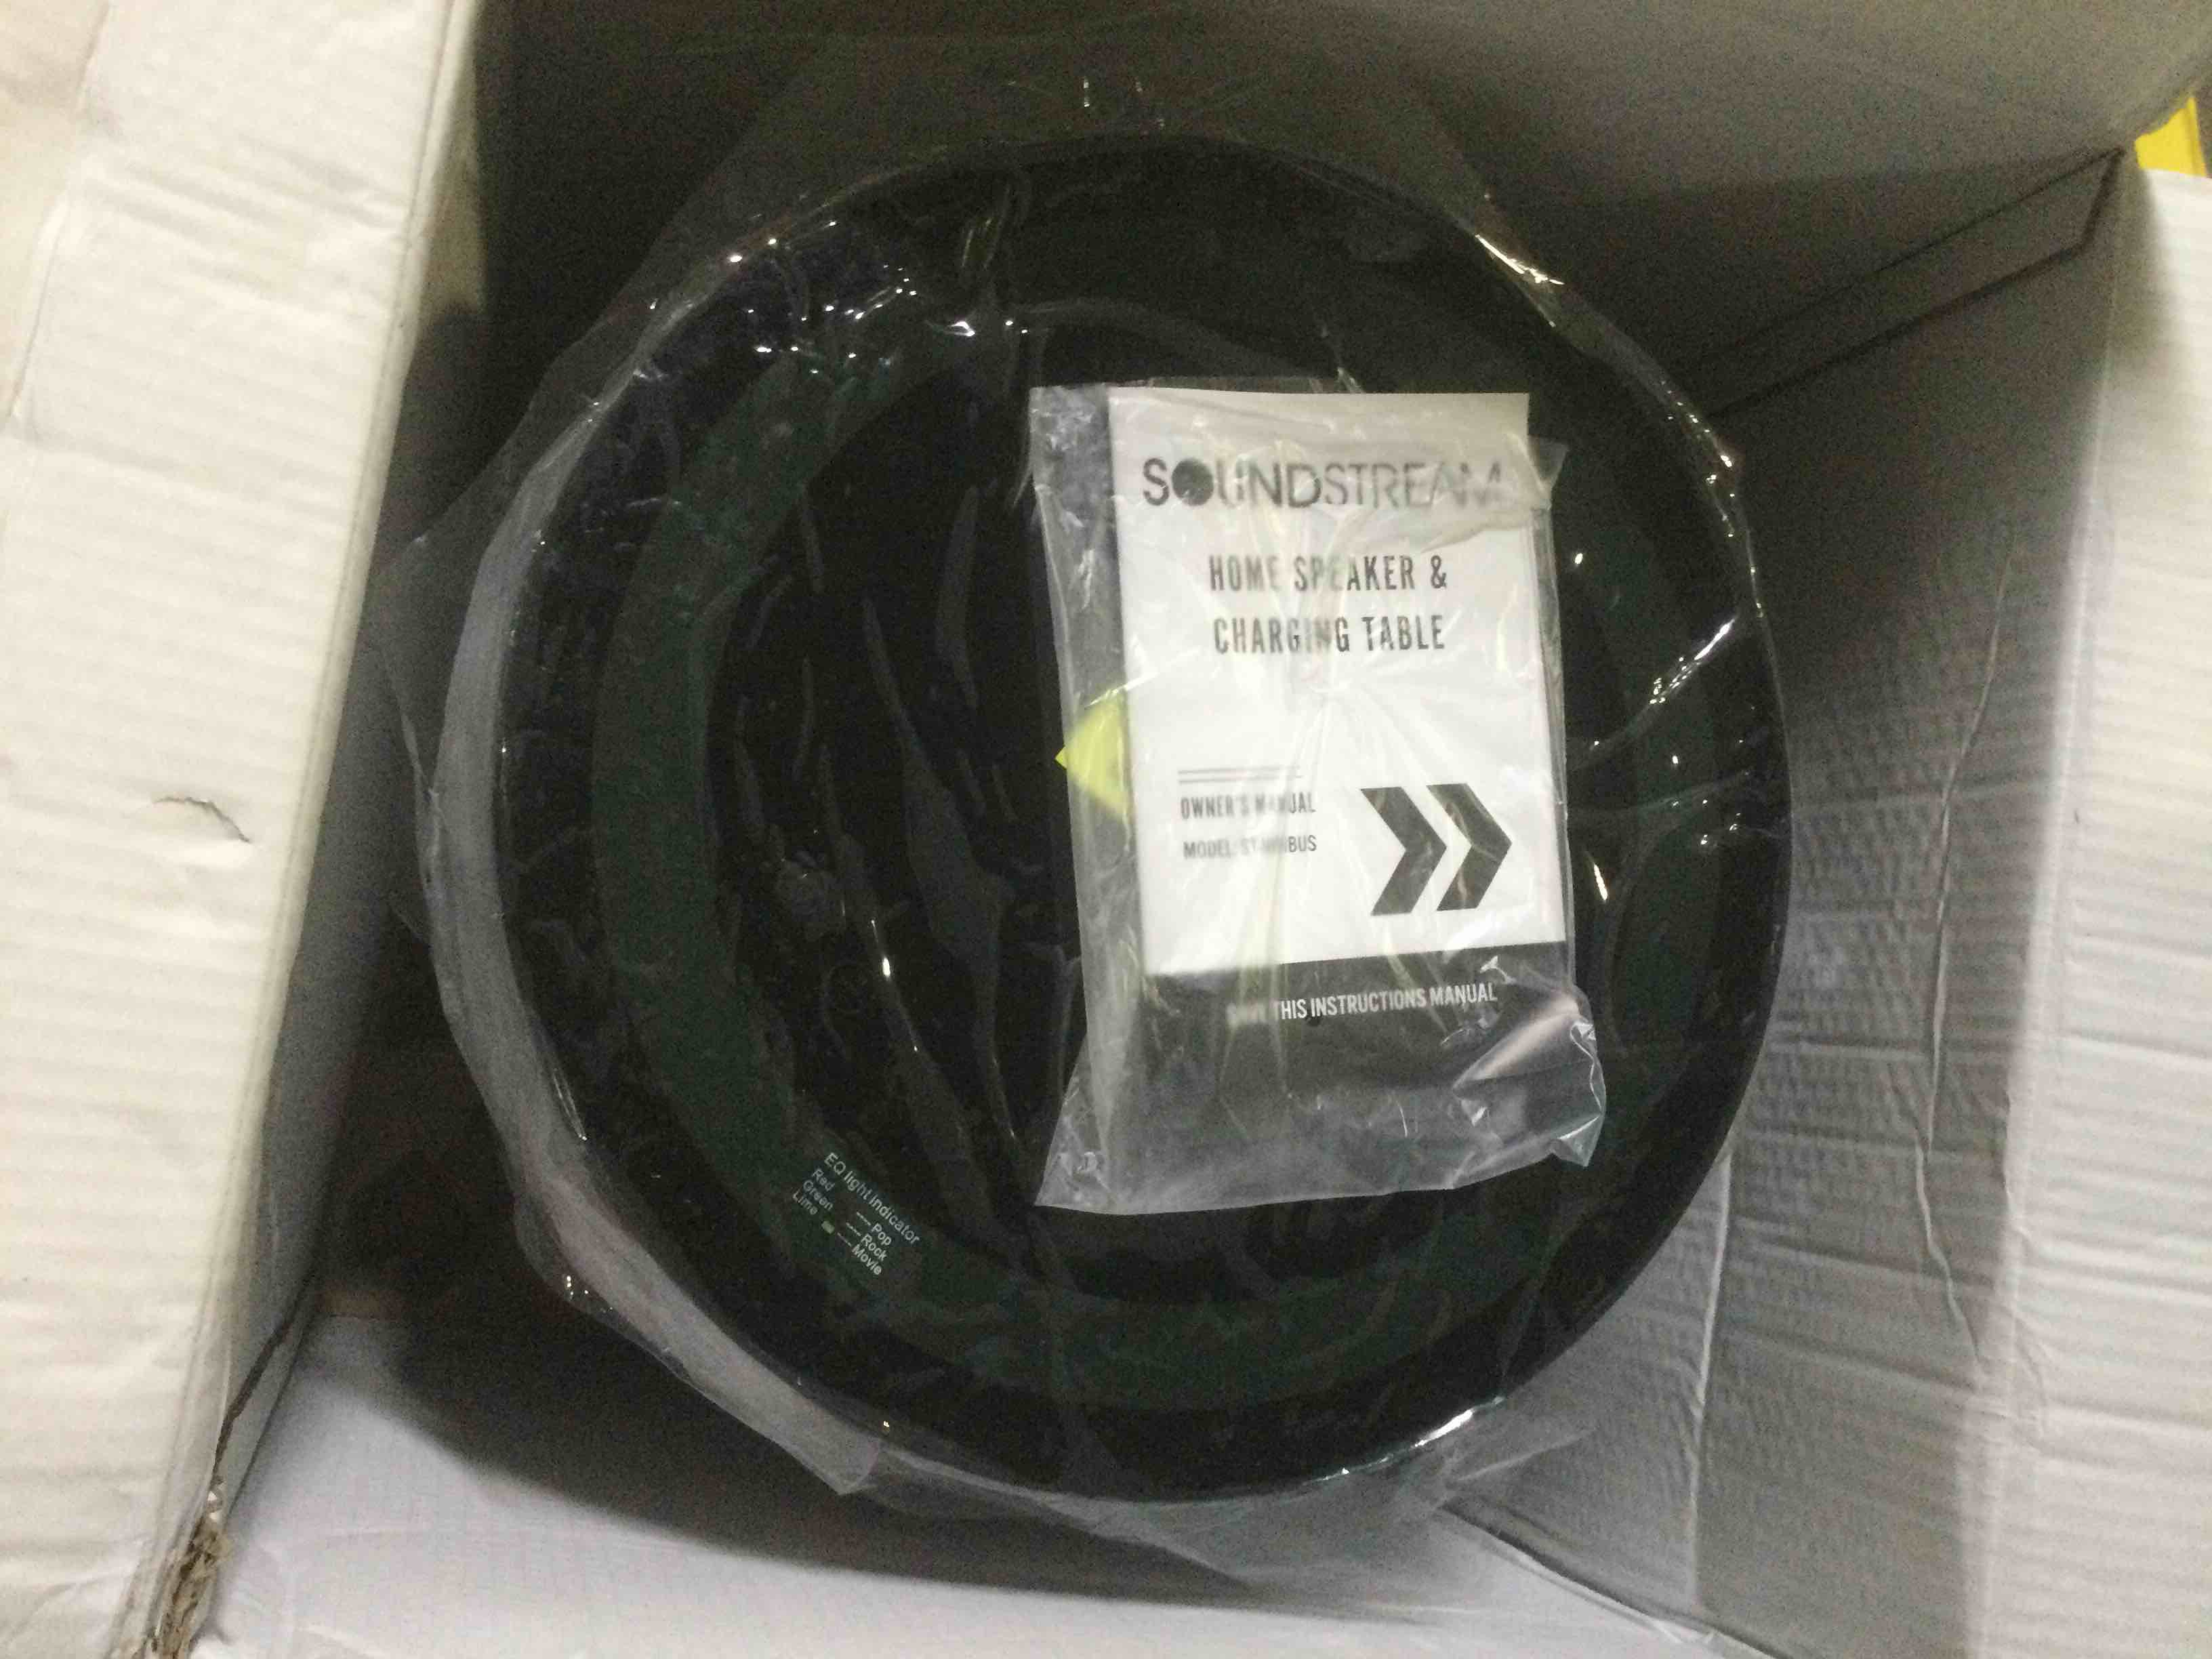 SOUNDSTREAM
HOME SPEAKER &
CHARGING TABLE
OWNER'S MANUAL
MODEL:
THIS INSTRUCTIONS MANUAL
EQ light indicator
Red — Pop
Green — Rock
Lime — Movie